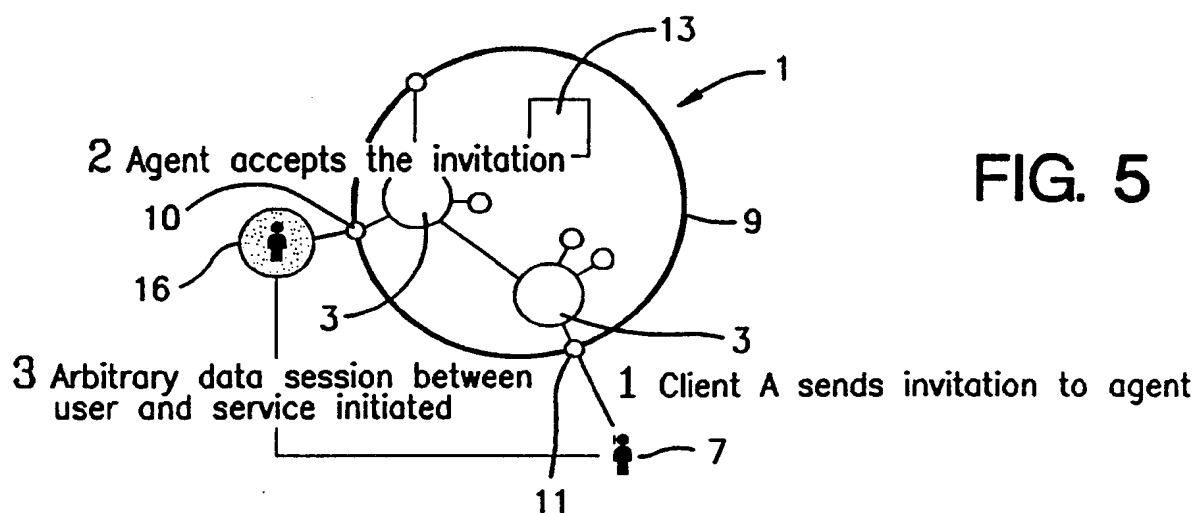 13
1
2 Agent accepts the invitation
FIG. 5
10
9
16
3
3
3 Arbitrary data session between
user and service initiated
1 Client A sends invitation to agent
7
11